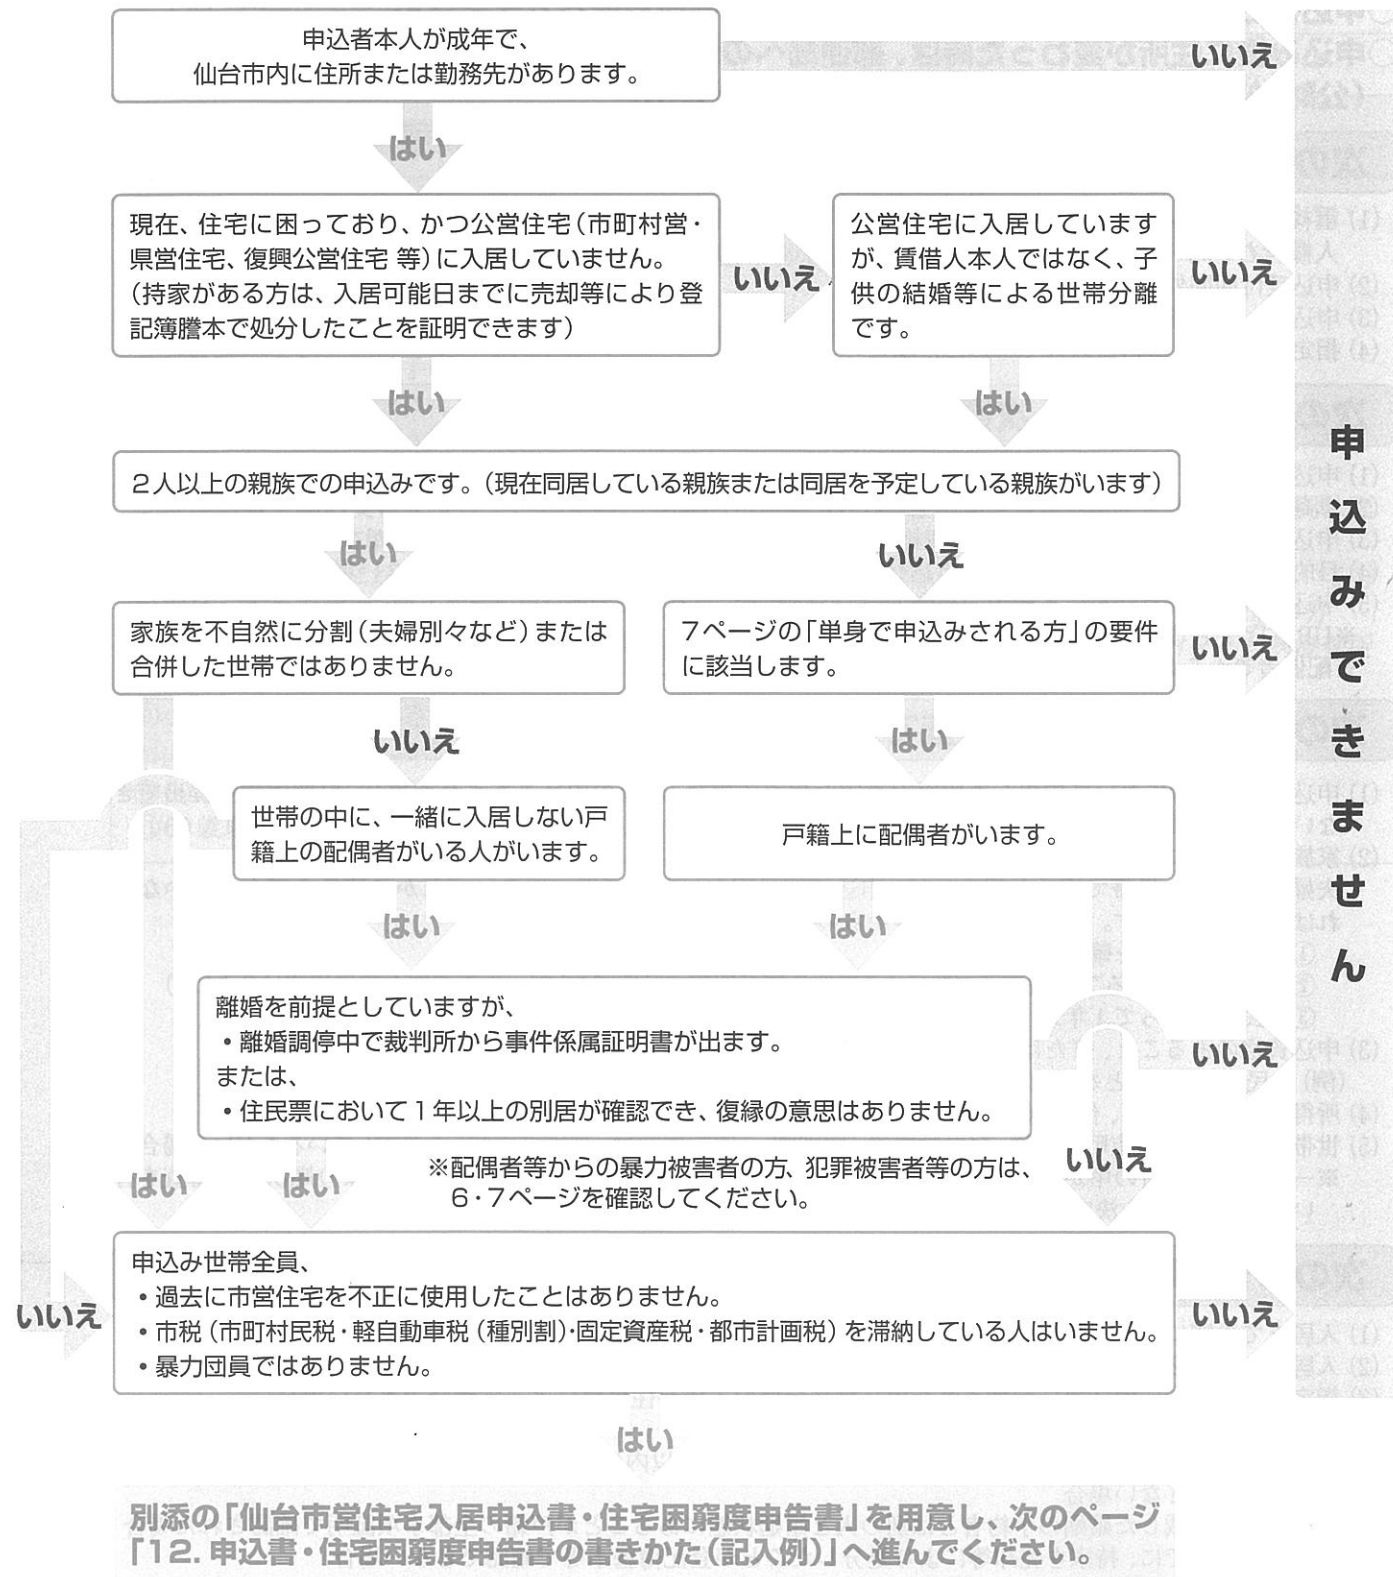 申込者本人が成年で、
仙台市内に住所または勤務先があります。
いいえ
はい
現在、住宅に困っており、かつ公営住宅（市町村営・
県営住宅、復興公営住宅 等）に入居していません。
（持家がある方は、入居可能日までに売却等により登
記簿謄本で処分したことを証明できます）
いいえ
公営住宅に入居しています
が、賃借人本人ではなく、子
供の結婚等による世帯分離
です。
いいえ
はい
はい
2人以上の親族での申込みです。（現在同居している親族または同居を予定している親族がいます）
はい
いいえ
家族を不自然に分割（夫婦別々など）または
合併した世帯ではありません。
7ページの「単身で申込みされる方」の要件
に該当します。
いいえ
いいえ
はい
世帯の中に、一緒に入居しない戸
籍上の配偶者がいる人がいます。
戸籍上に配偶者がいます。
はい
はい
離婚を前提としていますが、
・離婚調停中で裁判所から事件係属証明書が出ます。
または、
・住民票において1年以上の別居が確認でき、復縁の意思はありません。
いいえ
※配偶者等からの暴力被害者の方、犯罪被害者等の方は、
6・7ページを確認してください。
いいえ
はい
はい
申込み世帯全員、
・過去に市営住宅を不正に使用したことはありません。
・市税（市町村民税・軽自動車税（種別割）・固定資産税・都市計画税）を滞納している人はいません。
・暴力団員ではありません。
いいえ
いいえ
はい
申込みできません
別添の「仙台市営住宅入居申込書・住宅困窮度申告書」を用意し、次のページ
「12. 申込書・住宅困窮度申告書の書きかた（記入例）」へ進んでください。